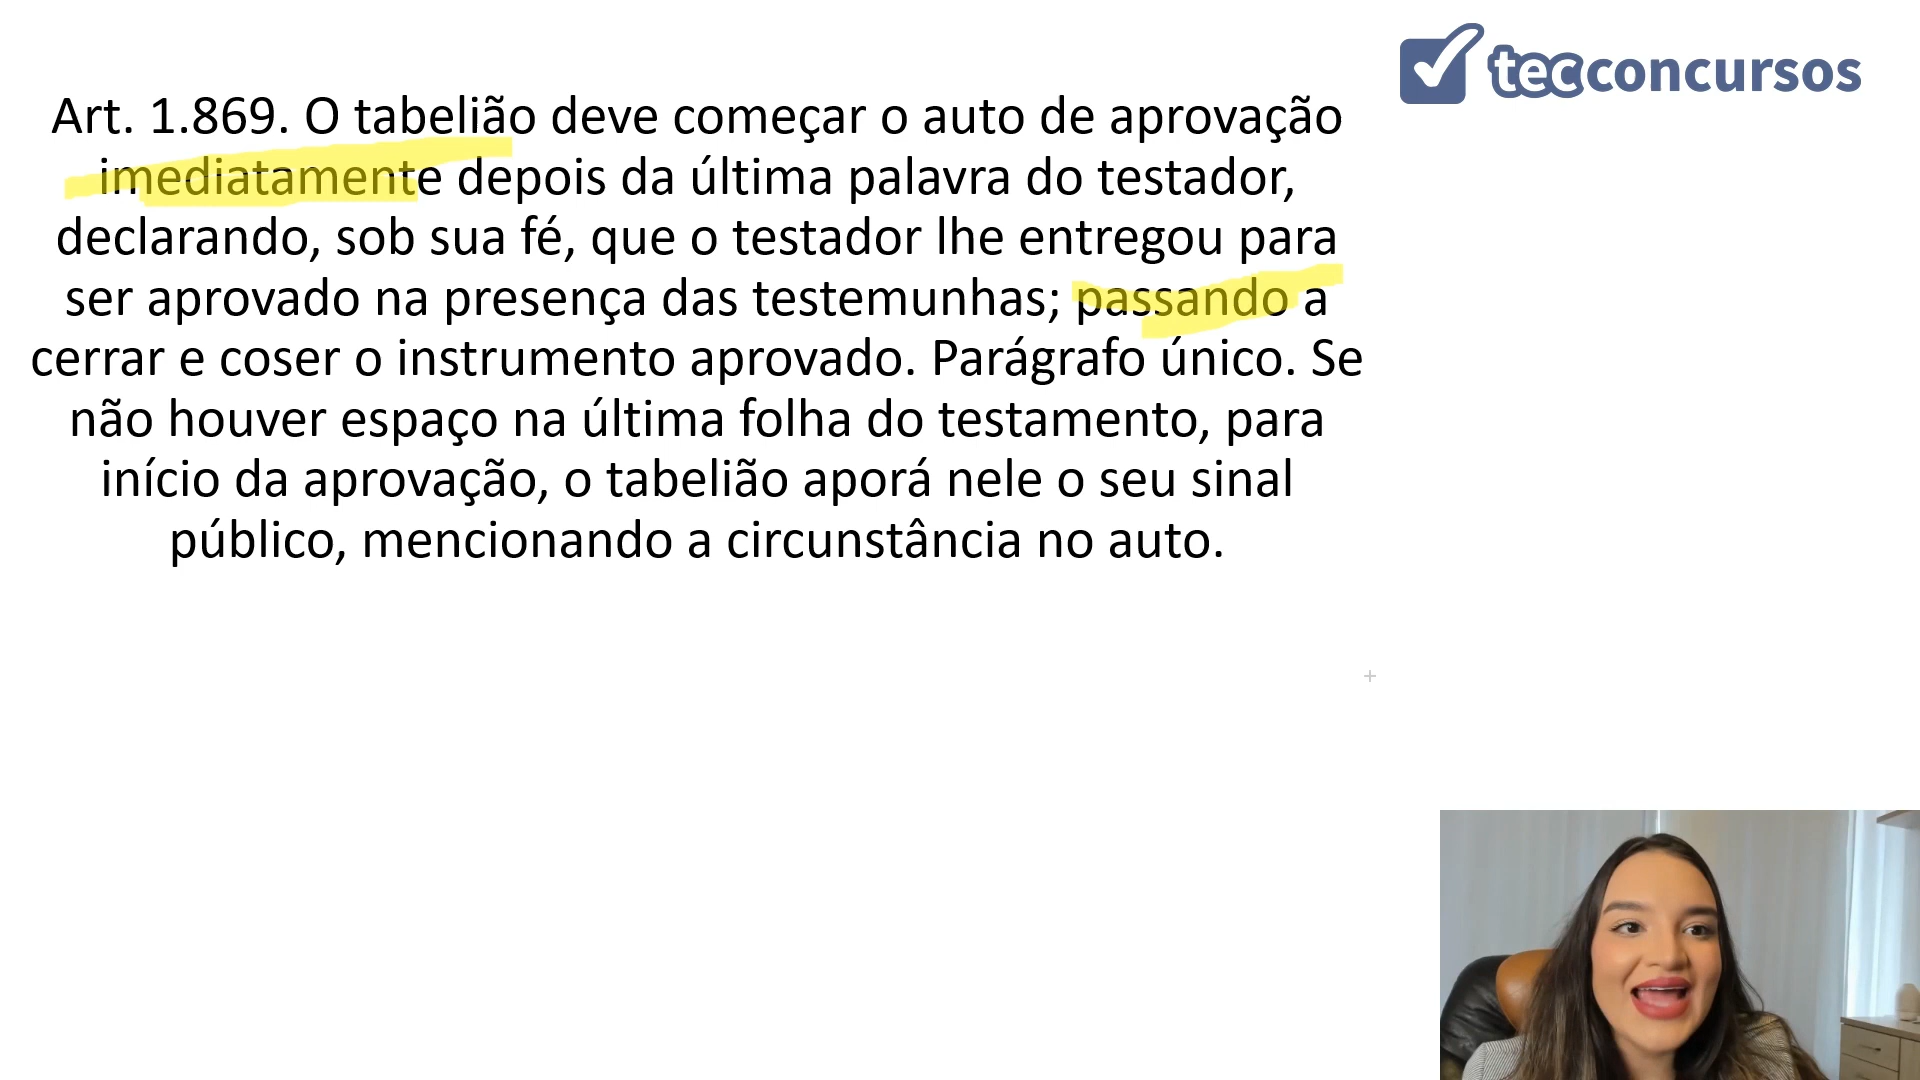 tecconcursos
Art. 1.869. O tabelião deve começar o auto de aprovação
imediatamente depois da última palavra do testador,
declarando, sob sua fé, que o testador lhe entregou para
ser aprovado na presença das testemunhas; passando a
cerrar e coser o instrumento aprovado. Parágrafo único. Se
não houver espaço na última folha do testamento, para
início da aprovação, o tabelião aporá nele o seu sinal
público, mencionando a circunstância no auto.